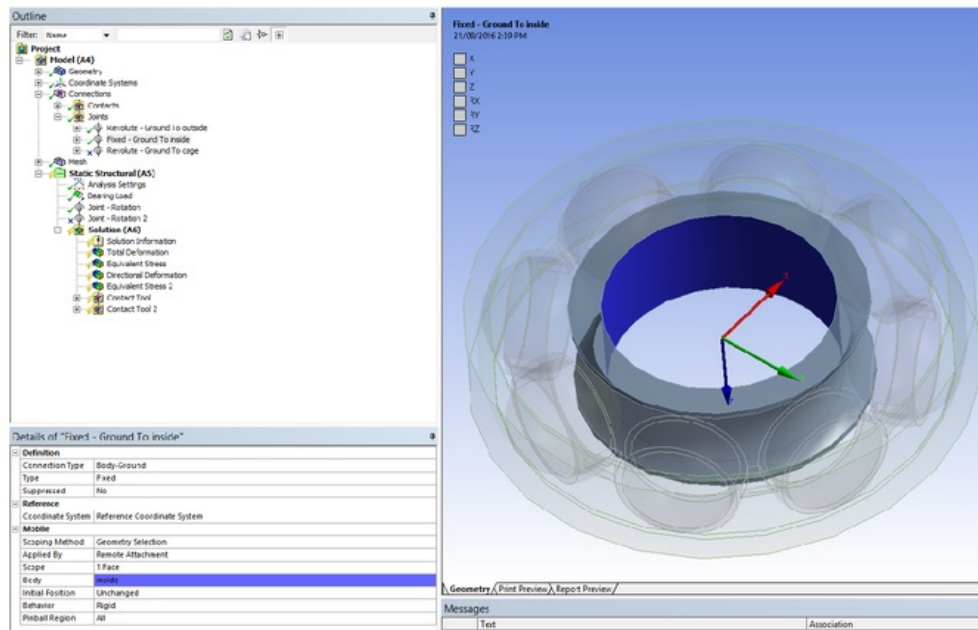 Outline
Filter: Name
Project
Model (A4)
Geometry
Coordinate Systems
Connections
Contacts
Joints
Revolute - Ground To outside
Fixed - Ground To inside
Revolute - Ground To cage
Mesh
Static Structural (A5)
Analysis Settings
Bearing Load
Joint - Rotation
Joint - Rotation 2
Solution (A6)
Solution Information
Total Deformation
Equivalent Stress
Directional Deformation
Equivalent Stress 2
Contact Tool
Contact Tool 2
Details of "Fixed - Ground To inside"
Definition
Connection Type Body-Ground
Type Fixed
Suppressed No
Reference
Coordinate System Reference Coordinate System
Mobile
Scoping Method Geometry Selection
Applied By Remote Attachment
Scope 1 Face
Body inside
Initial Position Unchanged
Behavior Rigid
Pinball Region All
Fixed - Ground To inside
21/08/2016 2:39 PM
X
Y
Z
RX
RY
RZ
X
Geometry Print Preview Report Preview
Messages
Text Association